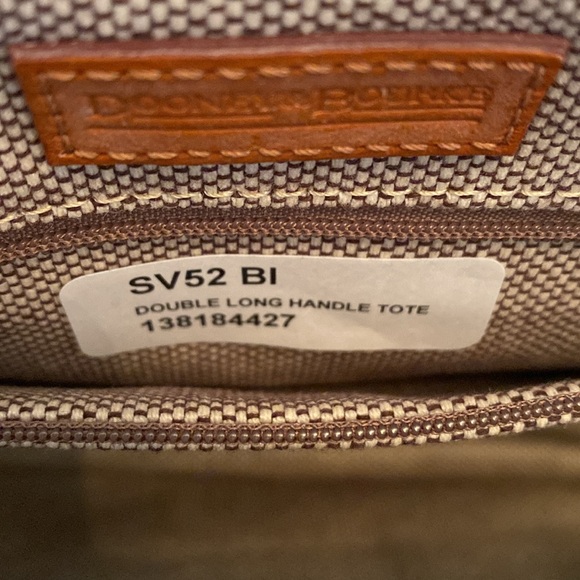 DOONEY & BOURKE
SV52 BI
DOUBLE LONG HANDLE TOTE
138184427